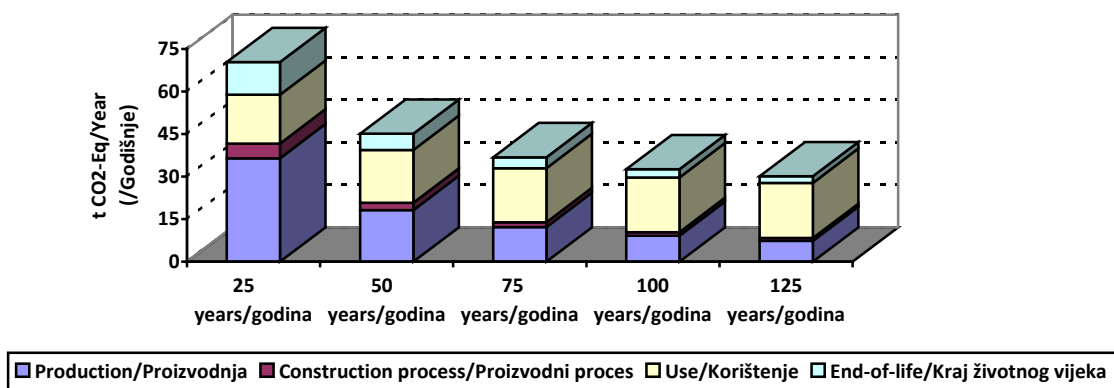 t CO2-Eq/Year
(/Godišnje)
75
60
45
30
15
0
25 50 75 100 125
years/godina years/godina years/godina years/godina years/godina
Production/Proizvodnja Construction process/Proizvodni proces Use/Korištenje End-of-life/Kraj životnog vijeka